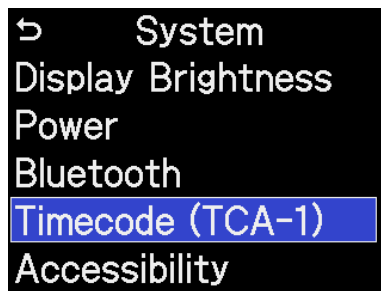 System
Display Brightness
Power
Bluetooth
Timecode (TCA-1)
Accessibility